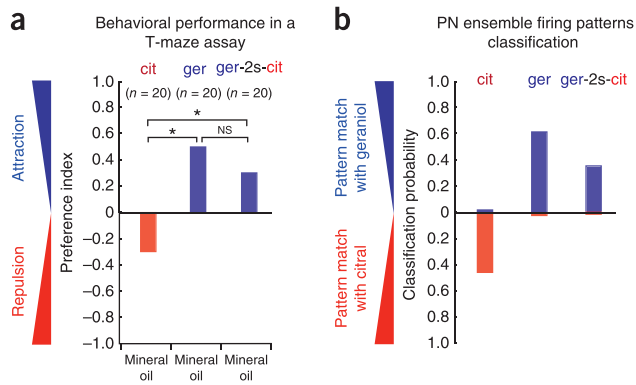 a
Behavioral performance in a
T-maze assay
cit ger ger-2s-cit
(n = 20) (n = 20) (n = 20)
*
* NS
Attraction
Repulsion
Preference index
1.0
0.8
0.6
0.4
0.2
0
–0.2
–0.4
–0.6
–0.8
–1.0
Mineral Mineral Mineral
oil oil oil
b
PN ensemble firing patterns
classification
cit ger ger-2s-cit
Pattern match
with geraniol
Pattern match
with citral
Classification probability
1.0
0.8
0.6
0.4
0.2
0
0.2
0.4
0.6
0.8
1.0